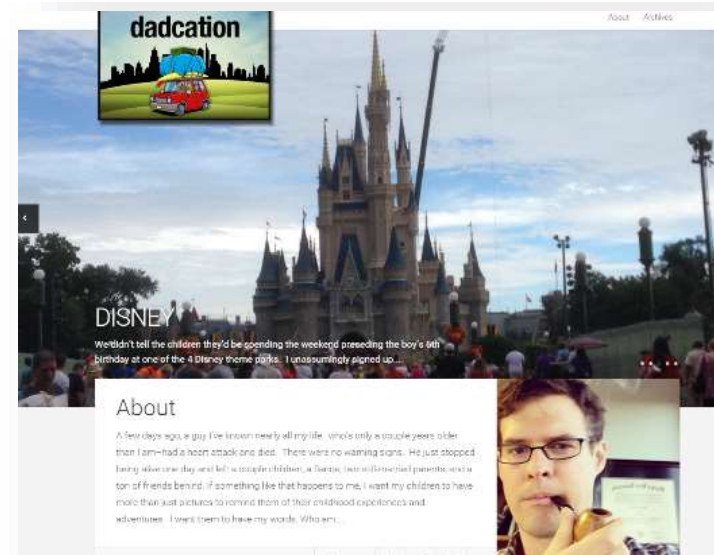 dadcation
About Archives
DISNEY
We didn't tell the children they'd be spending the weekend preceding the boy's 6th
birthday at one of the 4 Disney theme parks. I unassumingly signed up...
About
A few days ago, a guy I've known nearly all my life who's only a couple years older
than I am—had a heart attack and died. There were no warning signs. He just stopped
being alive one day and left a couple children, a fiance, two still-married parents, and a
ton of friends behind. If something like that happens to me, I want my children to have
more than just pictures to remind them of their childhood experiences and
adventures. I want them to have my words. Who am...